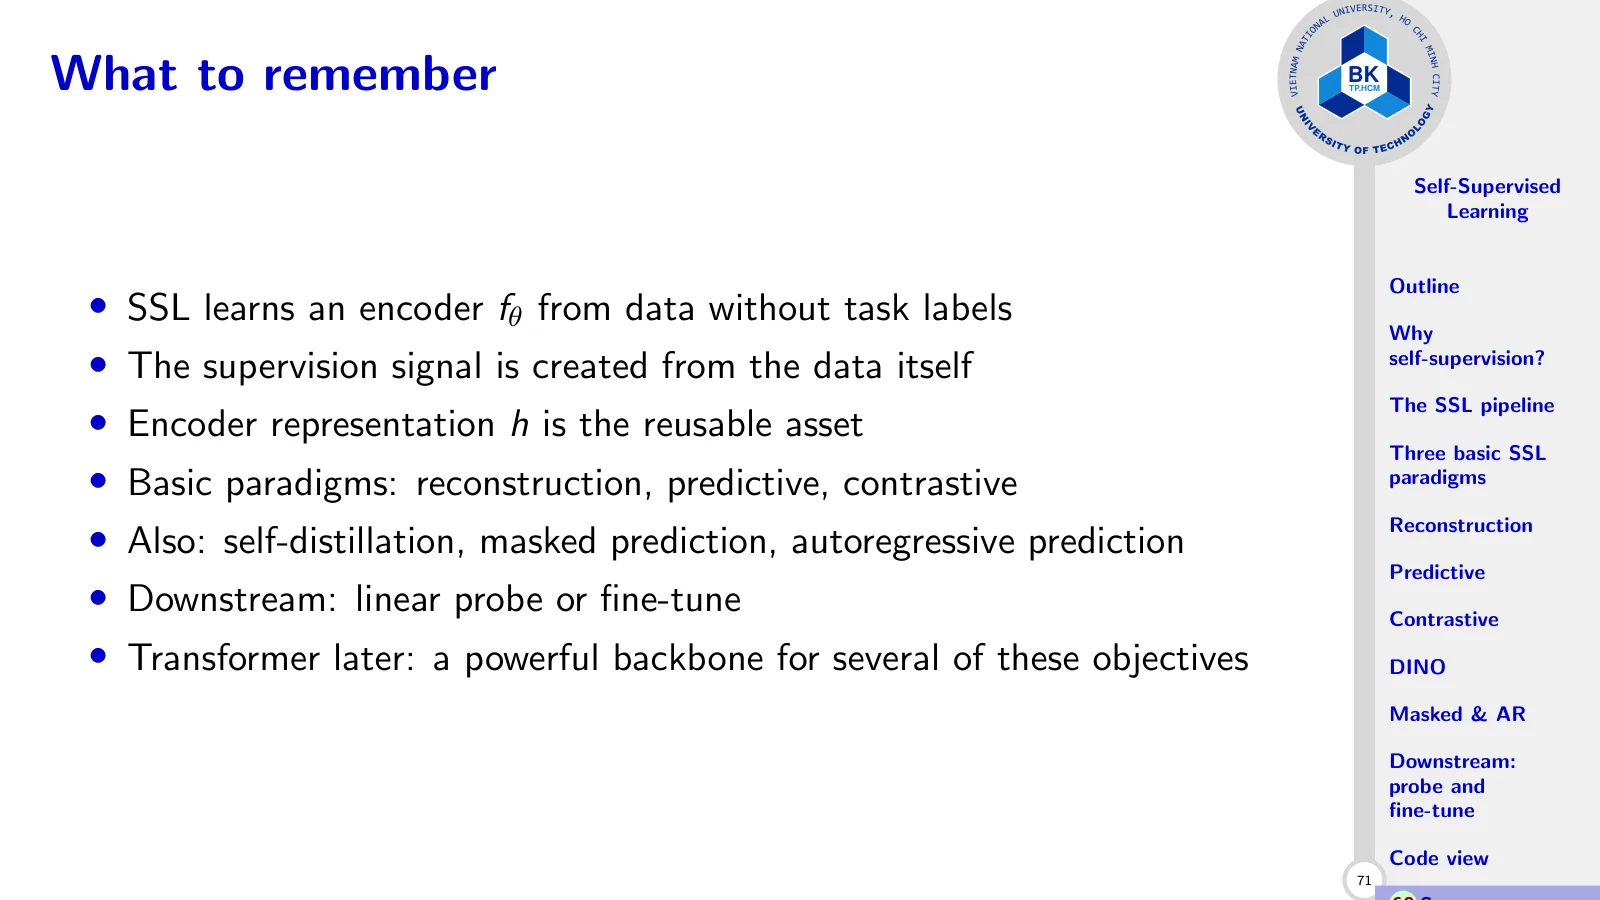 What to remember
• SSL learns an encoder fθ from data without task labels
• The supervision signal is created from the data itself
• Encoder representation h is the reusable asset
• Basic paradigms: reconstruction, predictive, contrastive
• Also: self-distillation, masked prediction, autoregressive prediction
• Downstream: linear probe or fine-tune
• Transformer later: a powerful backbone for several of these objectives
VIETNAM NATIONAL UNIVERSITY, HO CHI MINH CITY
BK
TP.HCM
UNIVERSITY OF TECHNOLOGY
Self-Supervised
Learning
Outline
Why
self-supervision?
The SSL pipeline
Three basic SSL
paradigms
Reconstruction
Predictive
Contrastive
DINO
Masked & AR
Downstream:
probe and
fine-tune
Code view
71